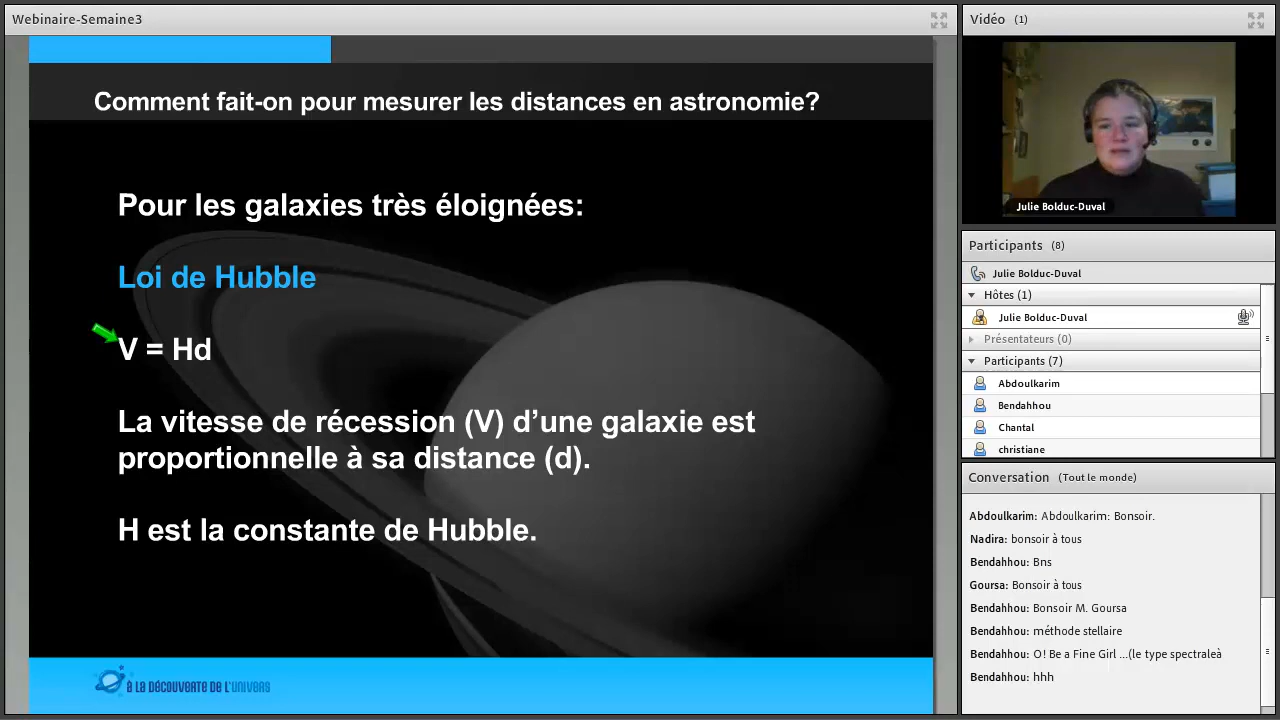 Webinaire-Semaine3
Comment fait-on pour mesurer les distances en astronomie?
Pour les galaxies très éloignées:
Loi de Hubble
V = Hd
La vitesse de récession (V) d’une galaxie est
proportionnelle à sa distance (d).
H est la constante de Hubble.
À LA DÉCOUVERTE DE L'UNIVERS
Vidéo (1)
Julie Bolduc-Duval
Participants (8)
Julie Bolduc-Duval
Hôtes (1)
Julie Bolduc-Duval
Présentateurs (0)
Participants (7)
Abdoulkarim
Bendahhou
Chantal
christiane
Conversation (Tout le monde)
Abdoulkarim: Abdoulkarim: Bonsoir.
Nadira: bonsoir à tous
Bendahhou: Bns
Goursa: Bonsoir à tous
Bendahhou: Bonsoir M. Goursa
Bendahhou: méthode stellaire
Bendahhou: O! Be a Fine Girl ...(le type spectraleà
Bendahhou: hhh